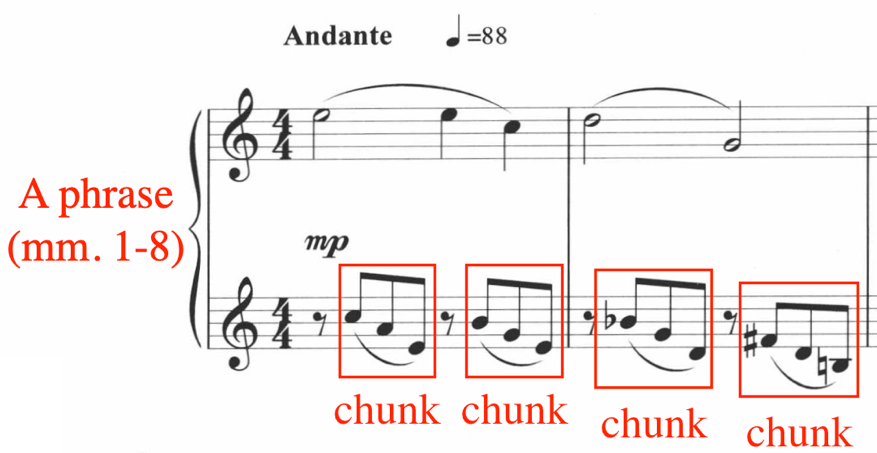 Andante ♩=88
A phrase
(mm. 1-8)
mp
chunk chunk chunk chunk